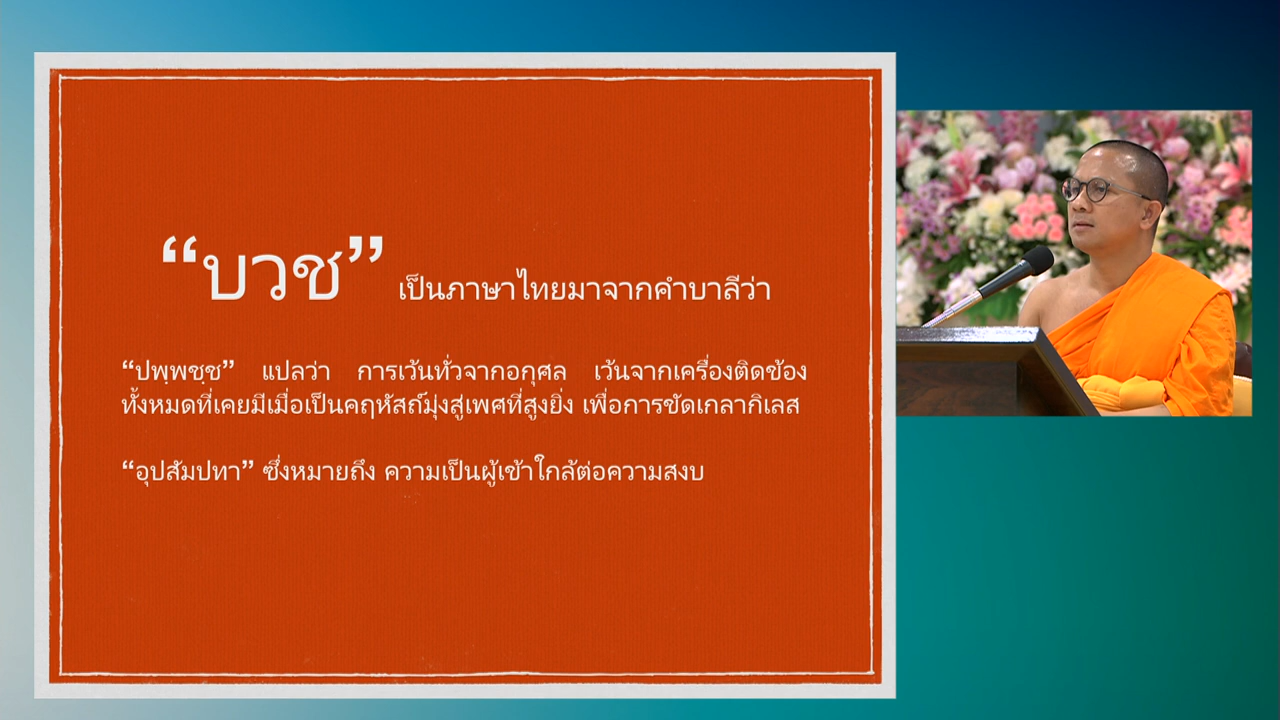 “บวช” เป็นภาษาไทยมาจากคำบาลีว่า
“ปพฺพชฺช” แปลว่า การเว้นทั่วจากอกุศล เว้นจากเครื่องติดข้อง
ทั้งหมดที่เคยมีเมื่อเป็นคฤหัสถ์มุ่งสู่เพศที่สูงยิ่ง เพื่อการขัดเกลากิเลส
“อุปสัมปทา” ซึ่งหมายถึง ความเป็นผู้เข้าใกล้ต่อความสงบ